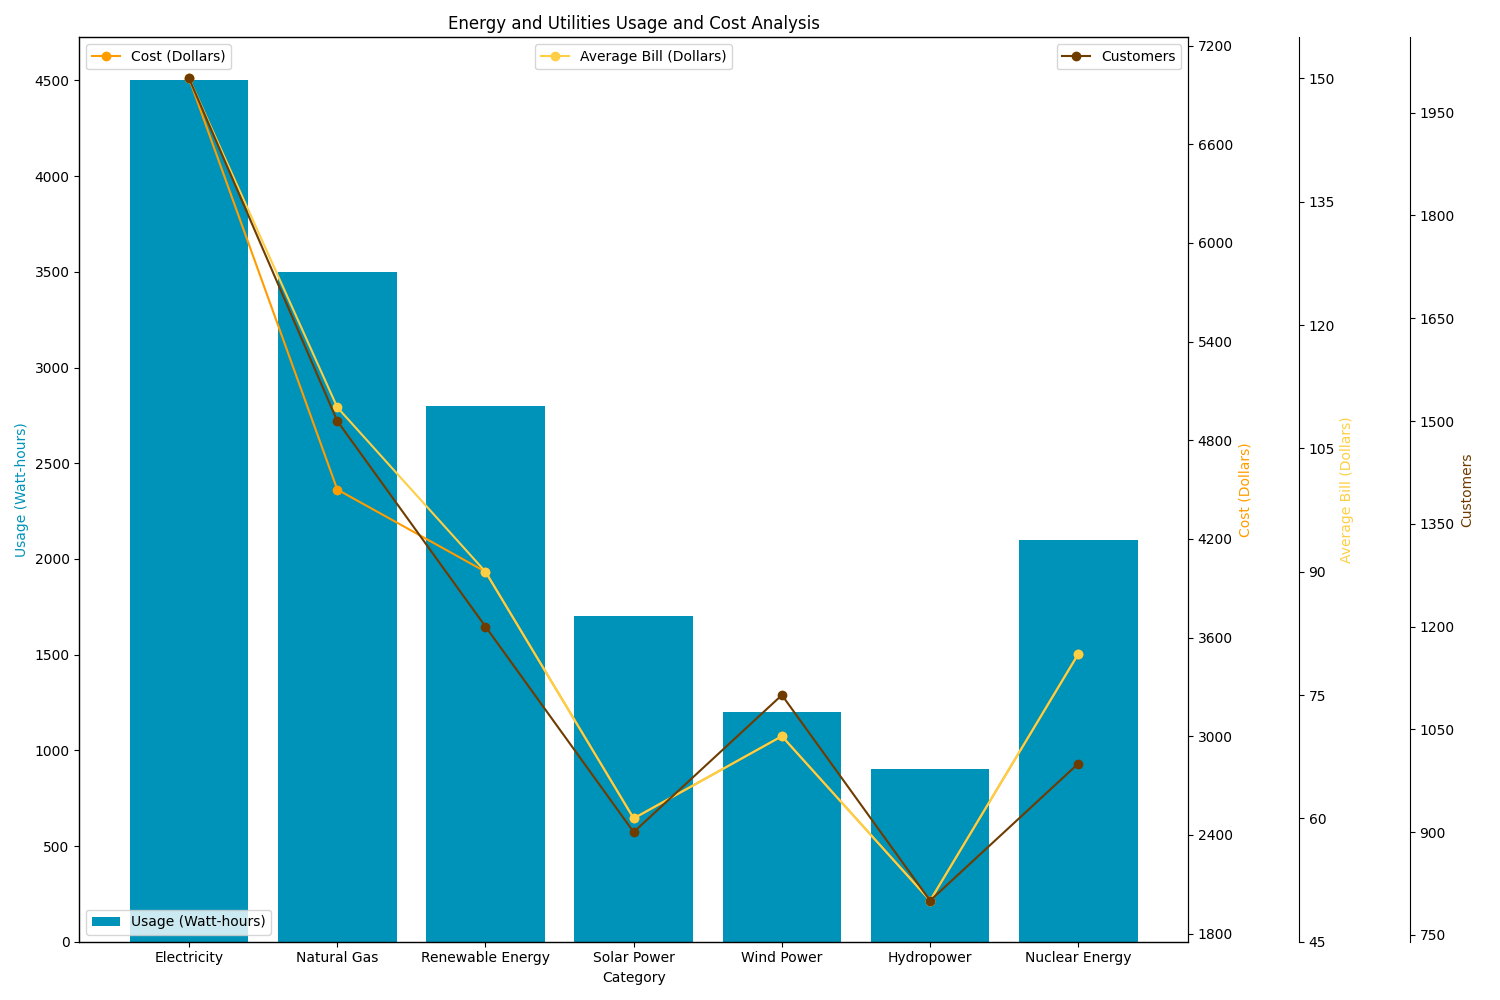 Energy and Utilities Usage and Cost Analysis
Cost (Dollars)
Average Bill (Dollars)
Customers
Usage (Watt-hours)
4500
4000
3500
3000
2500
2000
1500
1000
500
0
Usage (Watt-hours)
7200
6600
6000
5400
4800
4200
3600
3000
2400
1800
Cost (Dollars)
150
135
120
105
90
75
60
45
Average Bill (Dollars)
1950
1800
1650
1500
1350
1200
1050
900
750
Customers
Electricity
Natural Gas
Renewable Energy
Solar Power
Wind Power
Hydropower
Nuclear Energy
Category